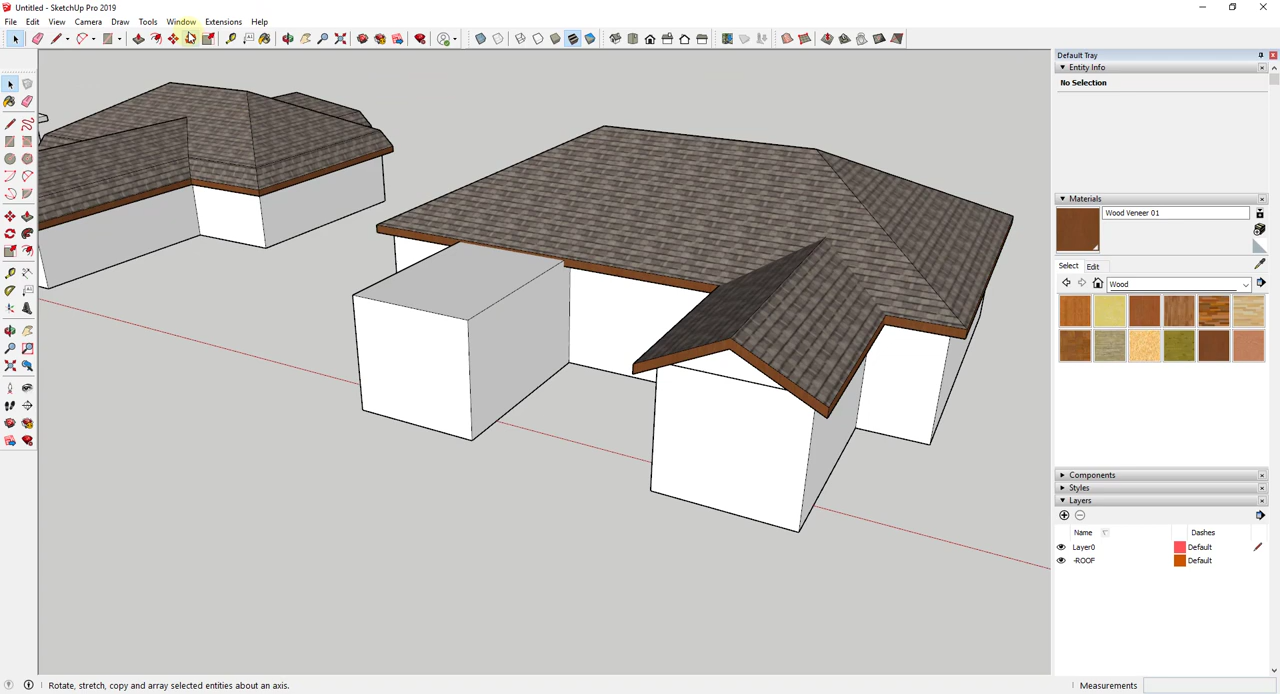 Untitled - SketchUp Pro 2019
File Edit View Camera Draw Tools Window Extensions Help
Default Tray
Entity Info
No Selection
Materials
Wood Veneer 01
Select Edit
Wood
Components
Styles
Layers
Name Dashes
Layer0 Default
-ROOF Default
Rotate, stretch, copy and array selected entities about an axis.
Measurements